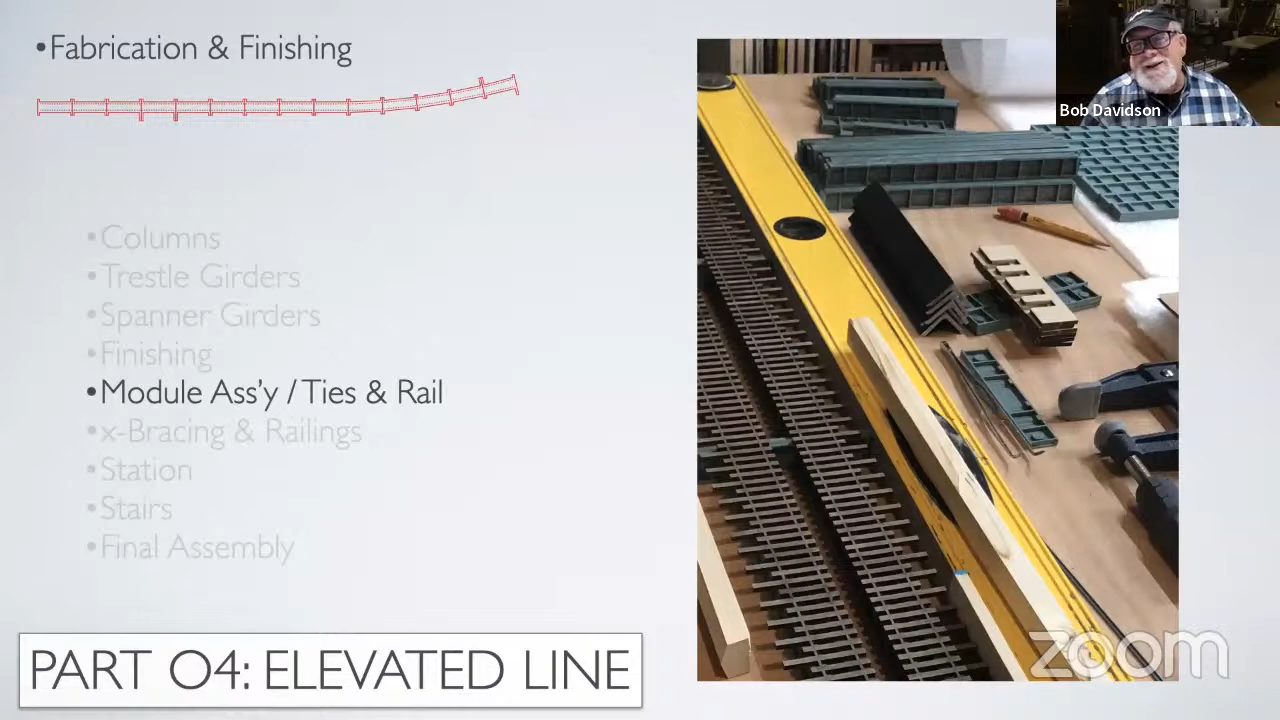 •Fabrication & Finishing
Bob Davidson
•Columns
•Trestle Girders
•Spanner Girders
•Finishing
•Module Ass'y / Ties & Rail
•x-Bracing & Railings
•Station
•Stairs
•Final Assembly
PART 04: ELEVATED LINE
zoom